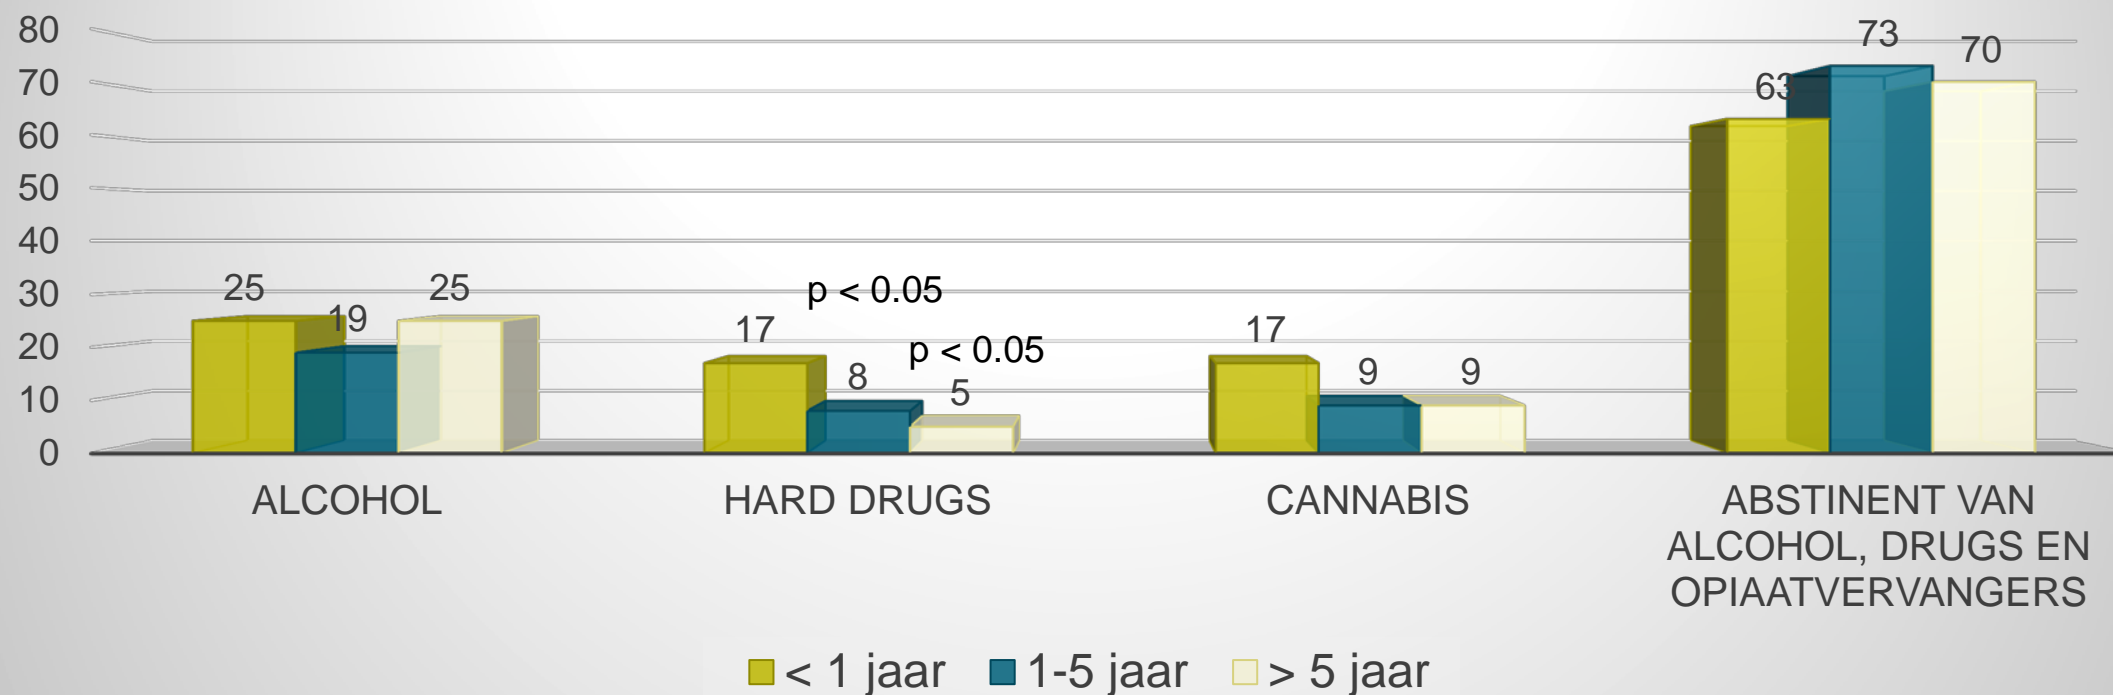 80
70
60
50
40
30
20
10
0
25
19
25
17
8
5
p < 0.05
p < 0.05
17
9
9
63
73
70
ALCOHOL
HARD DRUGS
CANNABIS
ABSTINENT VAN
ALCOHOL, DRUGS EN
OPIAATVERVANGERS
< 1 jaar
1-5 jaar
> 5 jaar